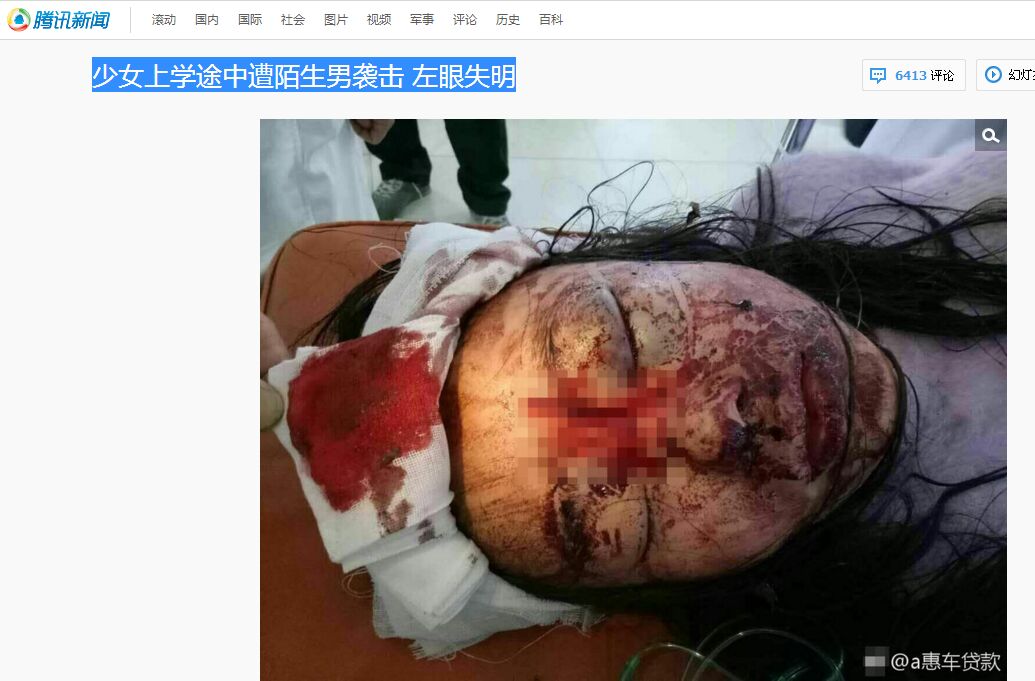 腾讯新闻
滚动 国内 国际 社会 图片 视频 军事 评论 历史 百科
少女上学途中遭陌生男袭击 左眼失明
6413 评论
幻灯
@a惠车贷款